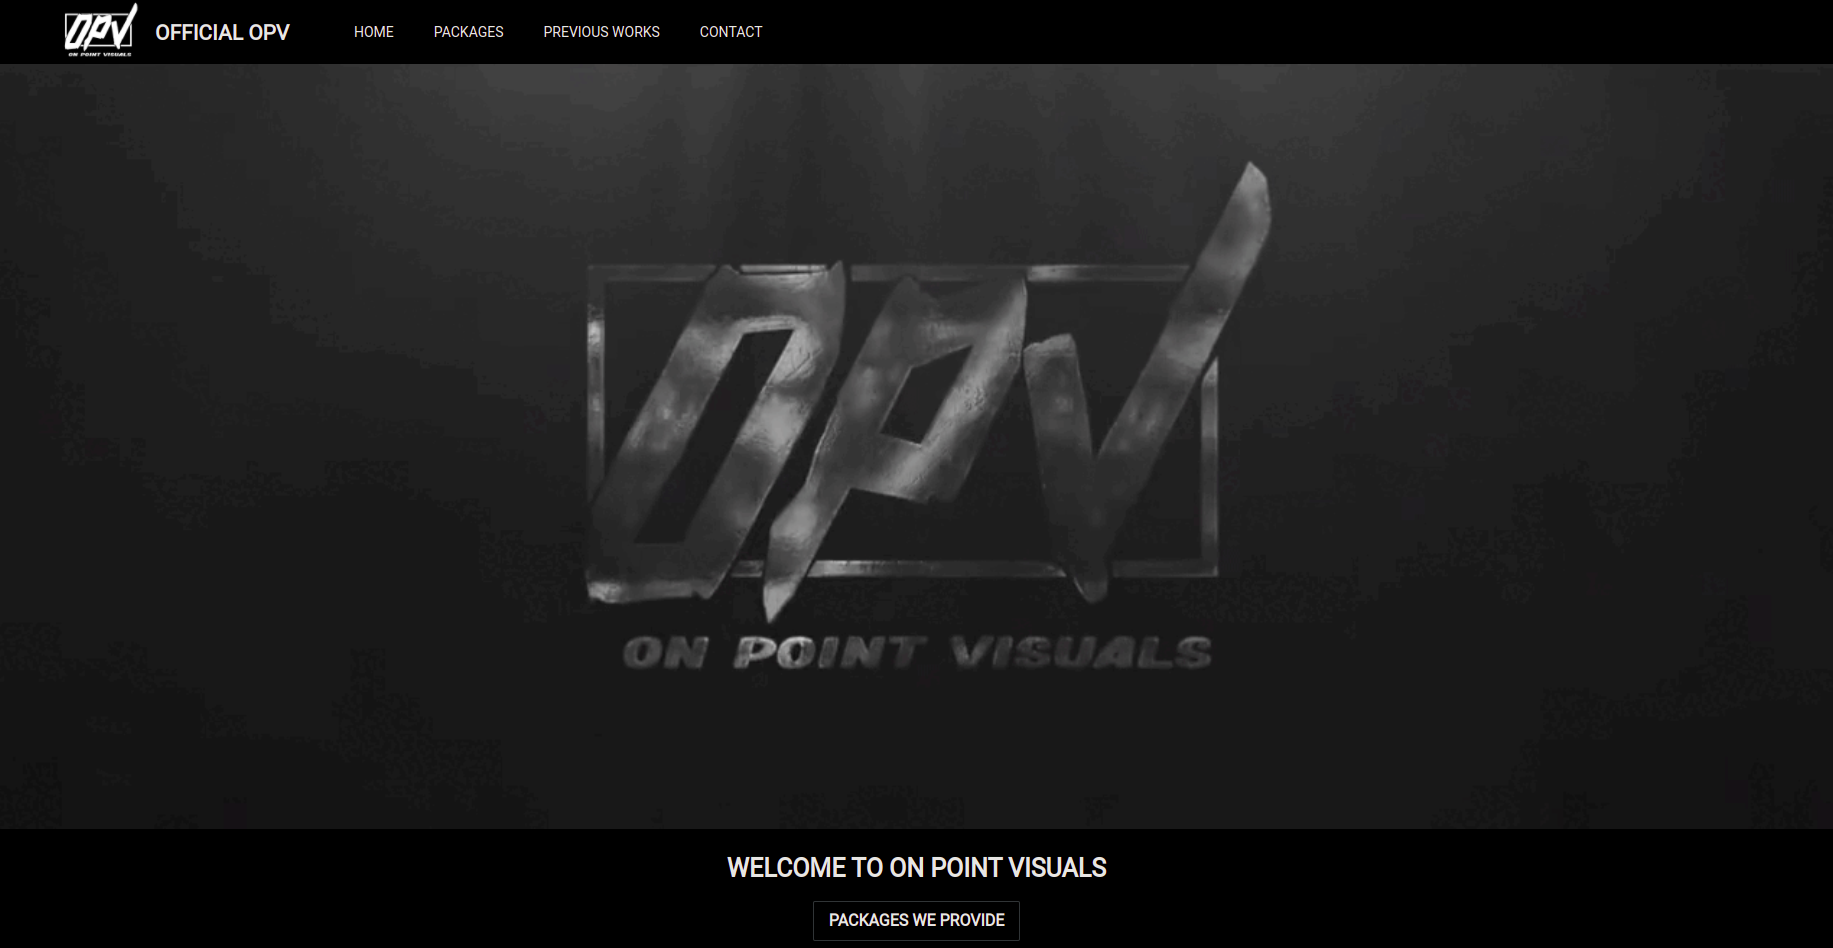 OPV
ON POINT VISUALS
OFFICIAL OPV
HOME
PACKAGES
PREVIOUS WORKS
CONTACT
OPV
ON POINT VISUALS
WELCOME TO ON POINT VISUALS
PACKAGES WE PROVIDE